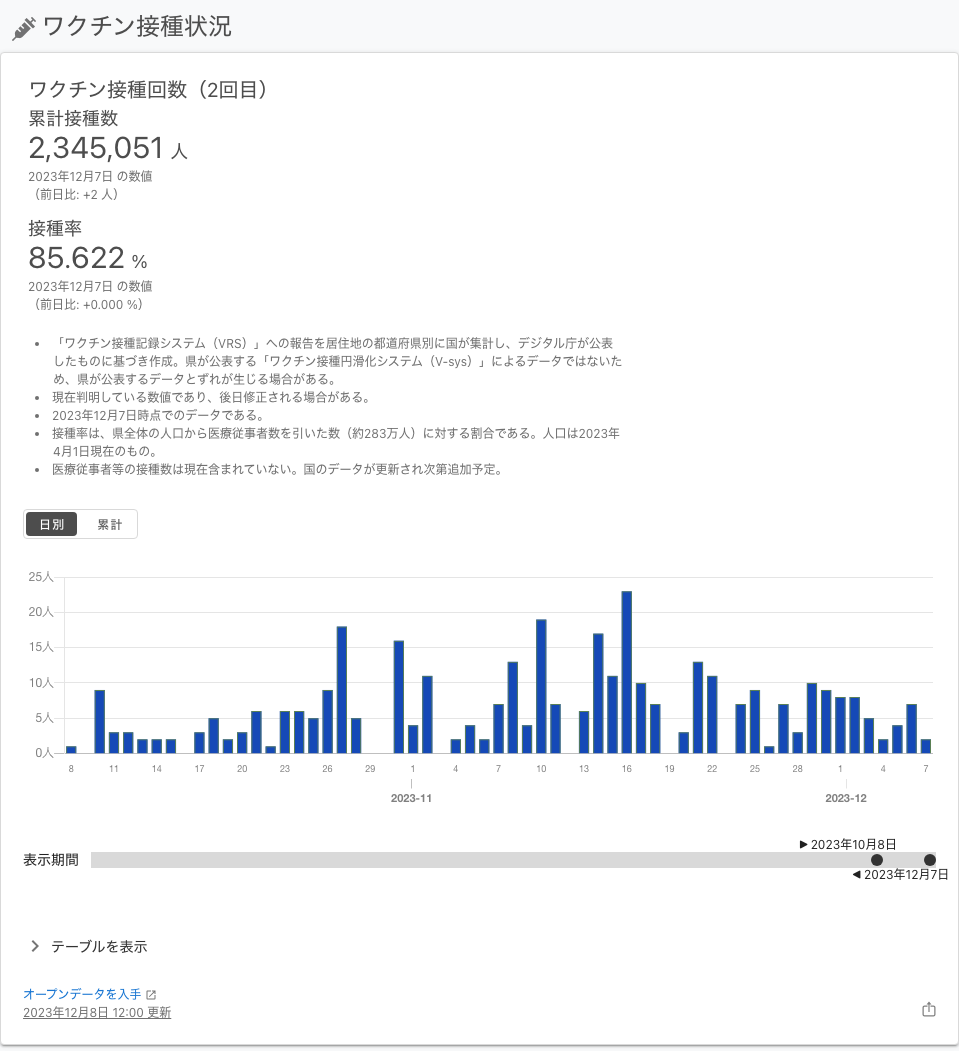 ワクチン接種状況
ワクチン接種回数（2回目）
累計接種数
2,345,051 人
2023年12月7日 の数値
（前日比: +2 人）
接種率
85.622 %
2023年12月7日 の数値
（前日比: +0.000 %）
• 「ワクチン接種記録システム（VRS）」への報告を居住地の都道府県別に国が集計し、デジタル庁が公表
したものに基づき作成。県が公表する「ワクチン接種円滑化システム（V-sys）」によるデータではないた
め、県が公表するデータとずれが生じる場合がある。
• 現在判明している数値であり、後日修正される場合がある。
• 2023年12月7日時点でのデータである。
• 接種率は、県全体の人口から医療従事者数を引いた数（約283万人）に対する割合である。人口は2023年
4月1日現在のもの。
• 医療従事者等の接種数は現在含まれていない。国のデータが更新され次第追加予定。
日別 累計
25人
20人
15人
10人
5人
0人
8 11 14 17 20 23 26 29 1 4 7 10 13 16 19 22 25 28 1 4 7
2023-11 2023-12
▶ 2023年10月8日
表示期間
◀ 2023年12月7日
テーブルを表示
オープンデータを入手
2023年12月8日 12:00 更新